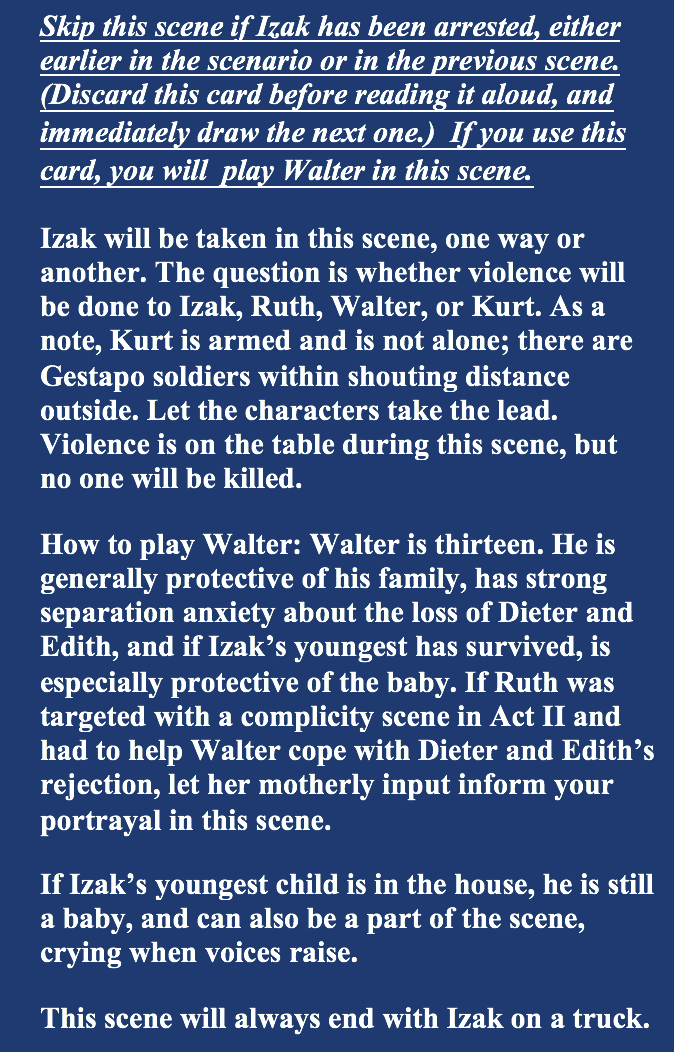 Skip this scene if Izak has been arrested, either
earlier in the scenario or in the previous scene.
(Discard this card before reading it aloud, and
immediately draw the next one.)  If you use this
card, you will  play Walter in this scene.
Izak will be taken in this scene, one way or
another. The question is whether violence will
be done to Izak, Ruth, Walter, or Kurt. As a
note, Kurt is armed and is not alone; there are
Gestapo soldiers within shouting distance
outside. Let the characters take the lead.
Violence is on the table during this scene, but
no one will be killed.
How to play Walter: Walter is thirteen. He is
generally protective of his family, has strong
separation anxiety about the loss of Dieter and
Edith, and if Izak’s youngest has survived, is
especially protective of the baby. If Ruth was
targeted with a complicity scene in Act II and
had to help Walter cope with Dieter and Edith’s
rejection, let her motherly input inform your
portrayal in this scene.
If Izak’s youngest child is in the house, he is still
a baby, and can also be a part of the scene,
crying when voices raise.
This scene will always end with Izak on a truck.